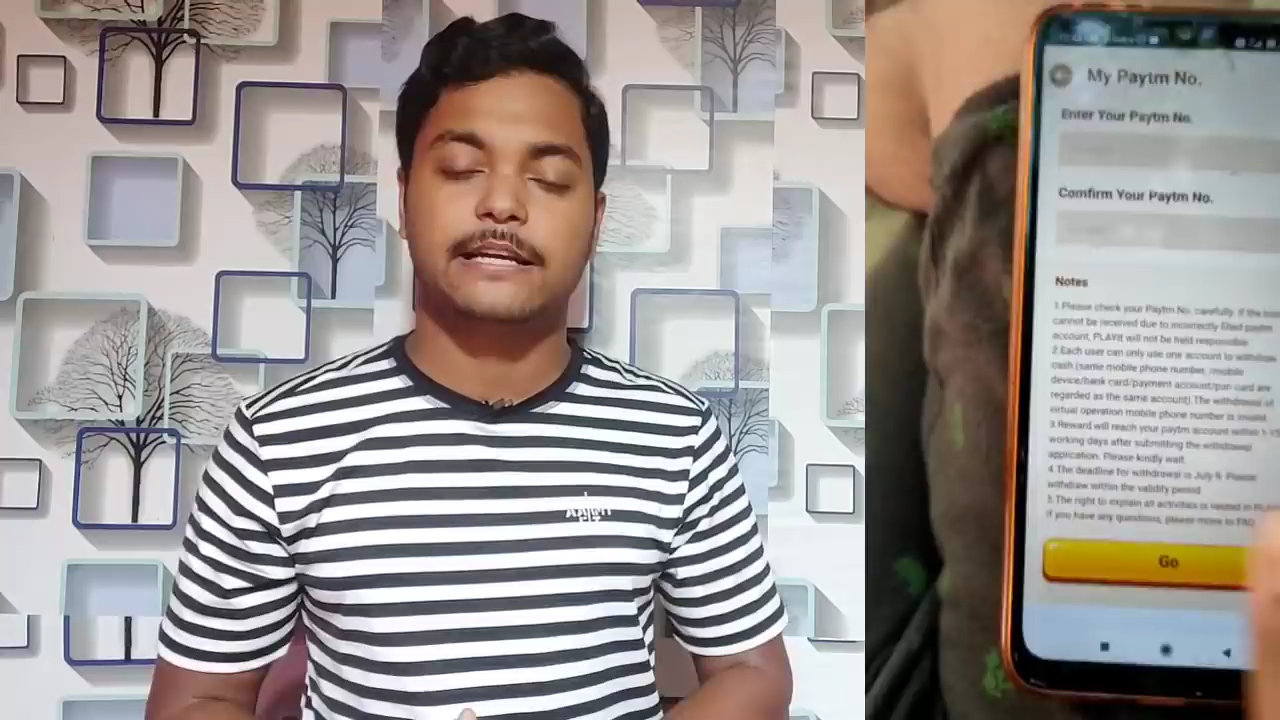 My Paytm No.
Enter Your Paytm No.
Comfirm Your Paytm No.
Notes
1.Please check your Paytm No. carefully. If the
cannot be received due to incorrectly filled paytm
account, PLAYit will not be held responsible
2.Each user can only use one account to withdraw
cash (same mobile phone number, /mobile
device/bank card/payment account/pan card are
regarded as the same account).The withdrawal of
virtual operation mobile phone number is invalid.
3.Reward will reach your paytm account within
working days after submitting the withdrawal
application. Please kindly wait.
4.The deadline for withdrawal is July 9. Please
withdraw within the validity period
5.The right to explain all activities is vested in
If you have any questions, please move to FAQ
Go